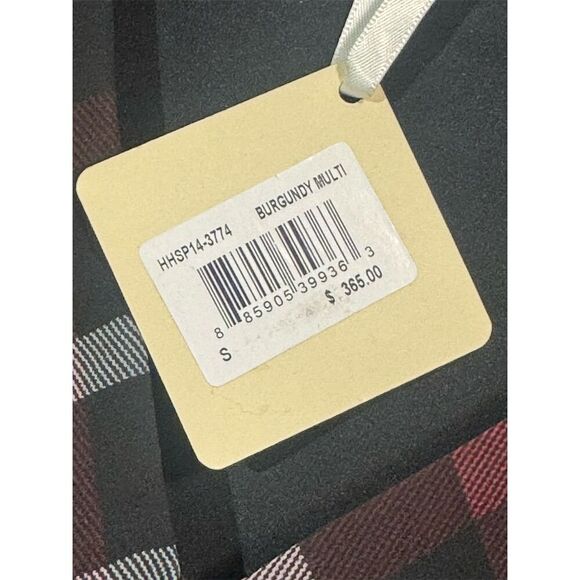 HHSP14-3774 BURGUNDY MULTI
8 85905 39936 3
S $ 365.00